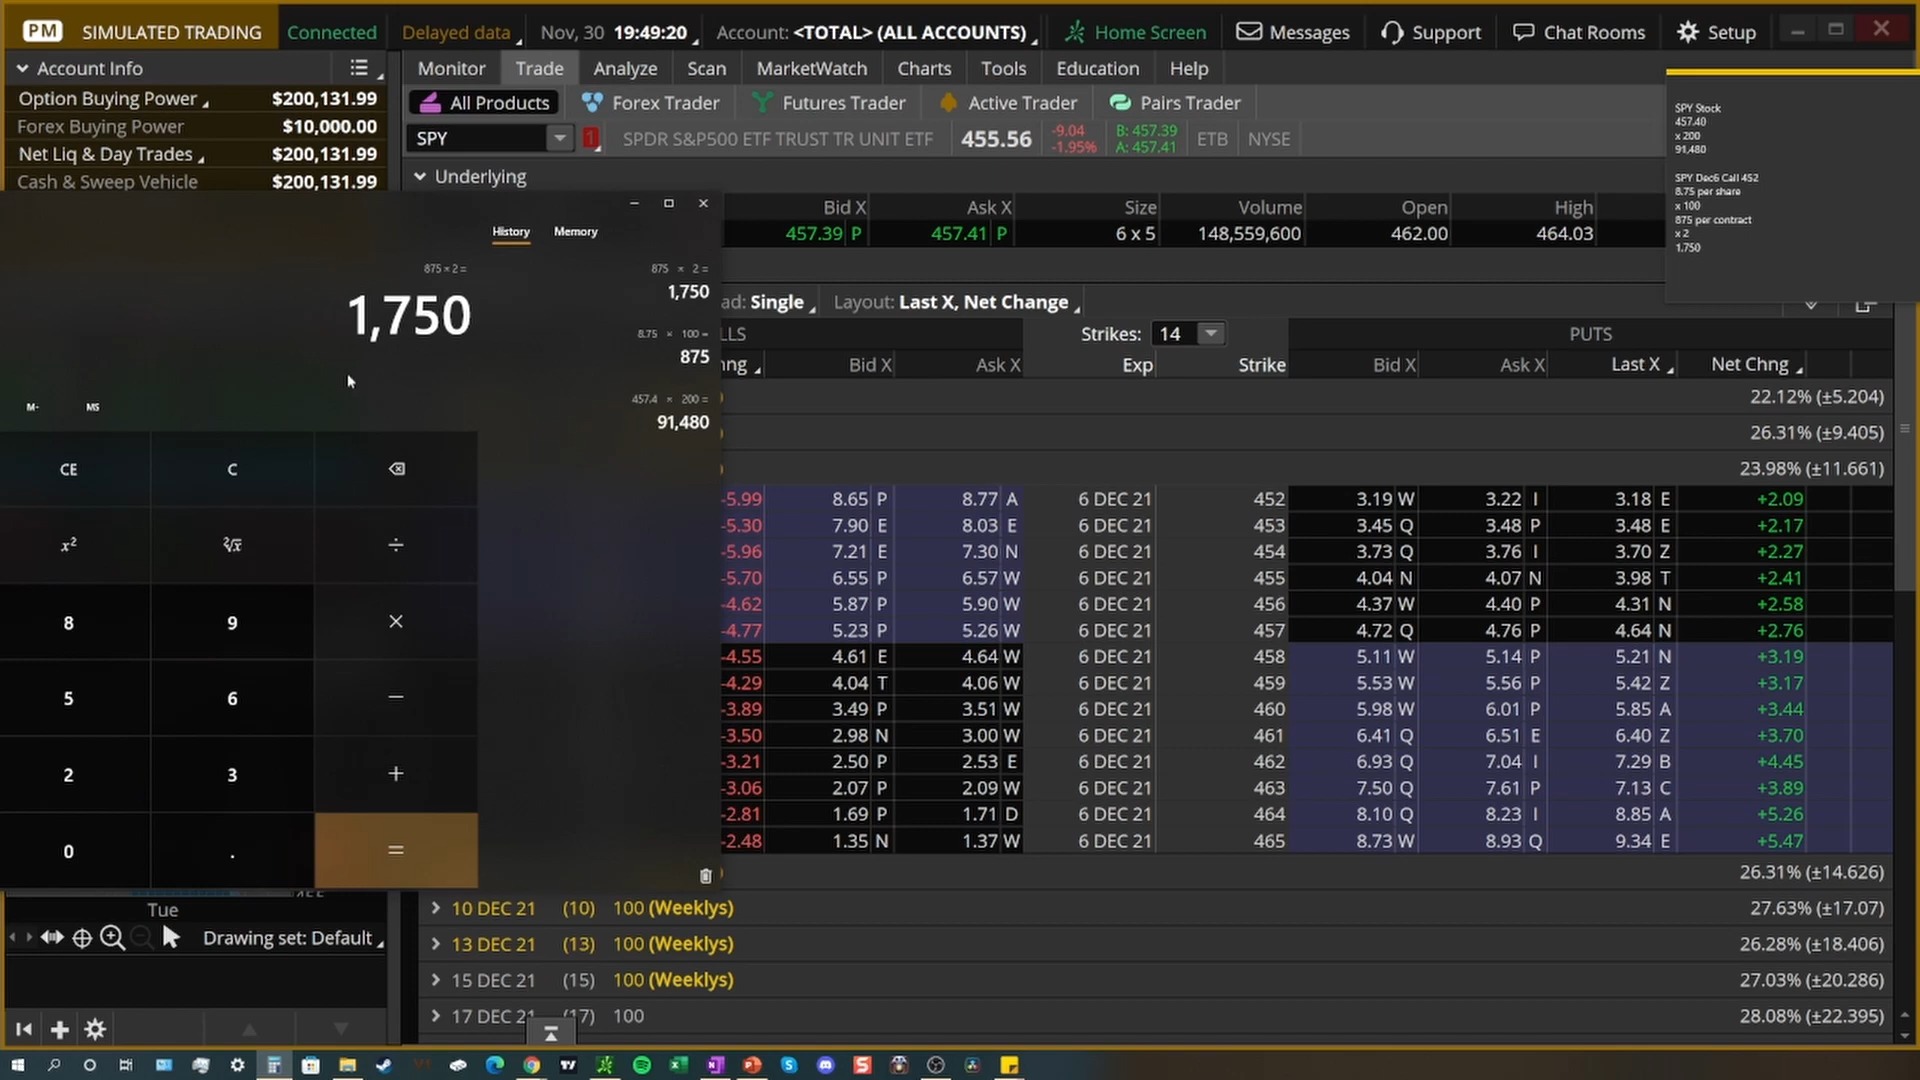 PM SIMULATED TRADING Connected Delayed data Nov, 30 19:49:20 Account: <TOTAL> (ALL ACCOUNTS) Home Screen Messages Support Chat Rooms Setup
Account Info
Monitor Trade Analyze Scan MarketWatch Charts Tools Education Help
Option Buying Power $200,131.99
Forex Buying Power $10,000.00
Net Liq & Day Trades $200,131.99
Cash & Sweep Vehicle $200,131.99
All Products Forex Trader Futures Trader Active Trader Pairs Trader
SPY 1 SPDR S&P500 ETF TRUST TR UNIT ETF 455.56 -9.04 -1.95% B: 457.39 A: 457.41 ETB NYSE
SPY Stock
457.40
x 200
91,480
SPY Dec6 Call 452
8.75 per share
x 100
875 per contract
x 2
1,750
Underlying
Bid X Ask X Size Volume Open High
457.39 P 457.41 P 6 x 5 148,559,600 462.00 464.03
History Memory
875 × 2 =
1,750
875 × 2 =
1,750
8.75 × 100 =
875
457.4 × 200 =
91,480
M- MS
CE C
x² ²√x ÷
8 9 ×
5 6 −
2 3 +
0 . =
ad: Single Layout: Last X, Net Change
LLS Strikes: 14 PUTS
ng Bid X Ask X Exp Strike Bid X Ask X Last X Net Chng
22.12% (±5.204)
26.31% (±9.405)
23.98% (±11.661)
-5.99 8.65 P 8.77 A 6 DEC 21 452 3.19 W 3.22 I 3.18 E +2.09
-5.30 7.90 E 8.03 E 6 DEC 21 453 3.45 Q 3.48 P 3.48 E +2.17
-5.96 7.21 E 7.30 N 6 DEC 21 454 3.73 Q 3.76 I 3.70 Z +2.27
-5.70 6.55 P 6.57 W 6 DEC 21 455 4.04 N 4.07 N 3.98 T +2.41
-4.62 5.87 P 5.90 W 6 DEC 21 456 4.37 W 4.40 P 4.31 N +2.58
-4.77 5.23 P 5.26 W 6 DEC 21 457 4.72 Q 4.76 P 4.64 N +2.76
-4.55 4.61 E 4.64 W 6 DEC 21 458 5.11 W 5.14 P 5.21 N +3.19
-4.29 4.04 T 4.06 W 6 DEC 21 459 5.53 W 5.56 P 5.42 Z +3.17
-3.89 3.49 P 3.51 W 6 DEC 21 460 5.98 W 6.01 P 5.85 A +3.44
-3.50 2.98 N 3.00 W 6 DEC 21 461 6.41 Q 6.51 E 6.40 Z +3.70
-3.21 2.50 P 2.53 E 6 DEC 21 462 6.93 Q 7.04 I 7.29 B +4.45
-3.06 2.07 P 2.09 W 6 DEC 21 463 7.50 Q 7.61 P 7.13 C +3.89
-2.81 1.69 P 1.71 D 6 DEC 21 464 8.10 Q 8.23 I 8.85 A +5.26
-2.48 1.35 N 1.37 W 6 DEC 21 465 8.73 W 8.93 Q 9.34 E +5.47
26.31% (±14.626)
10 DEC 21 (10) 100 (Weeklys) 27.63% (±17.07)
13 DEC 21 (13) 100 (Weeklys) 26.28% (±18.406)
15 DEC 21 (15) 100 (Weeklys) 27.03% (±20.286)
17 DEC 21 (17) 100 28.08% (±22.395)
Tue
Drawing set: Default